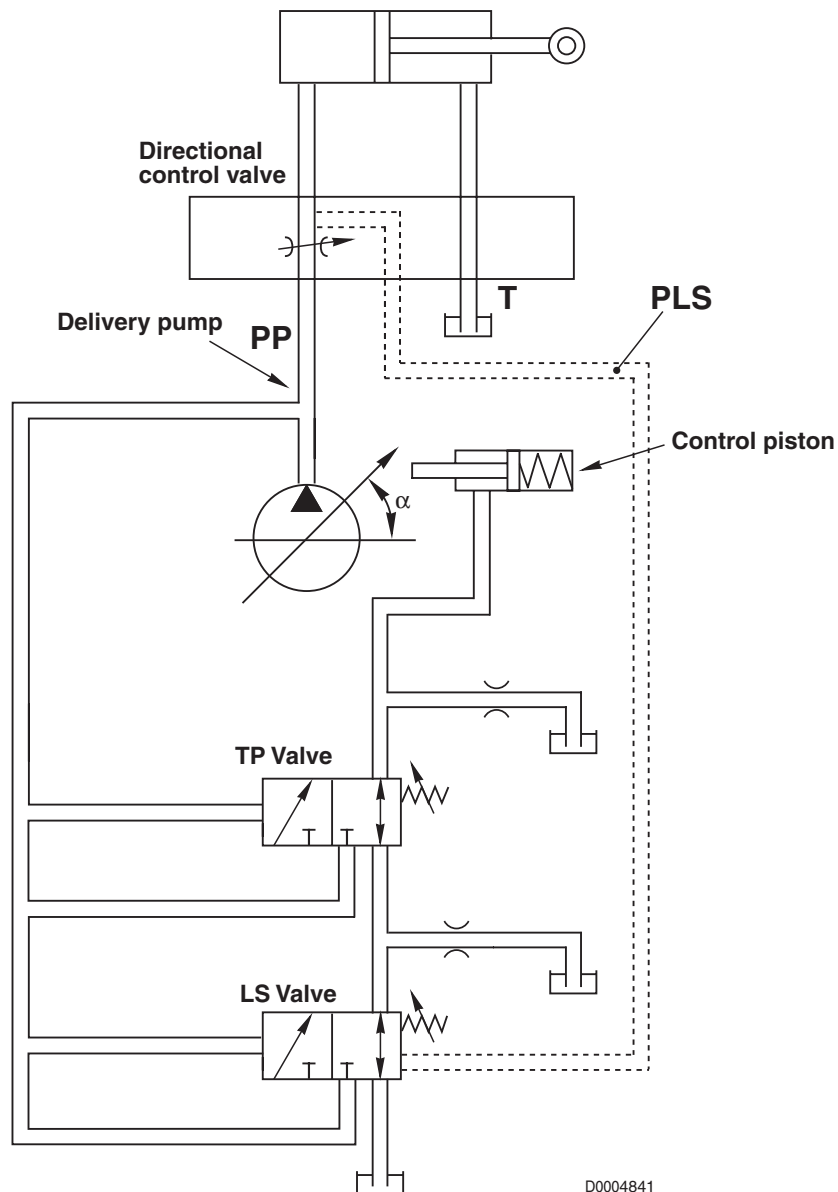 Directional
control valve
T
PLS
Delivery pump
PP
Control piston
α
TP Valve
LS Valve
D0004841